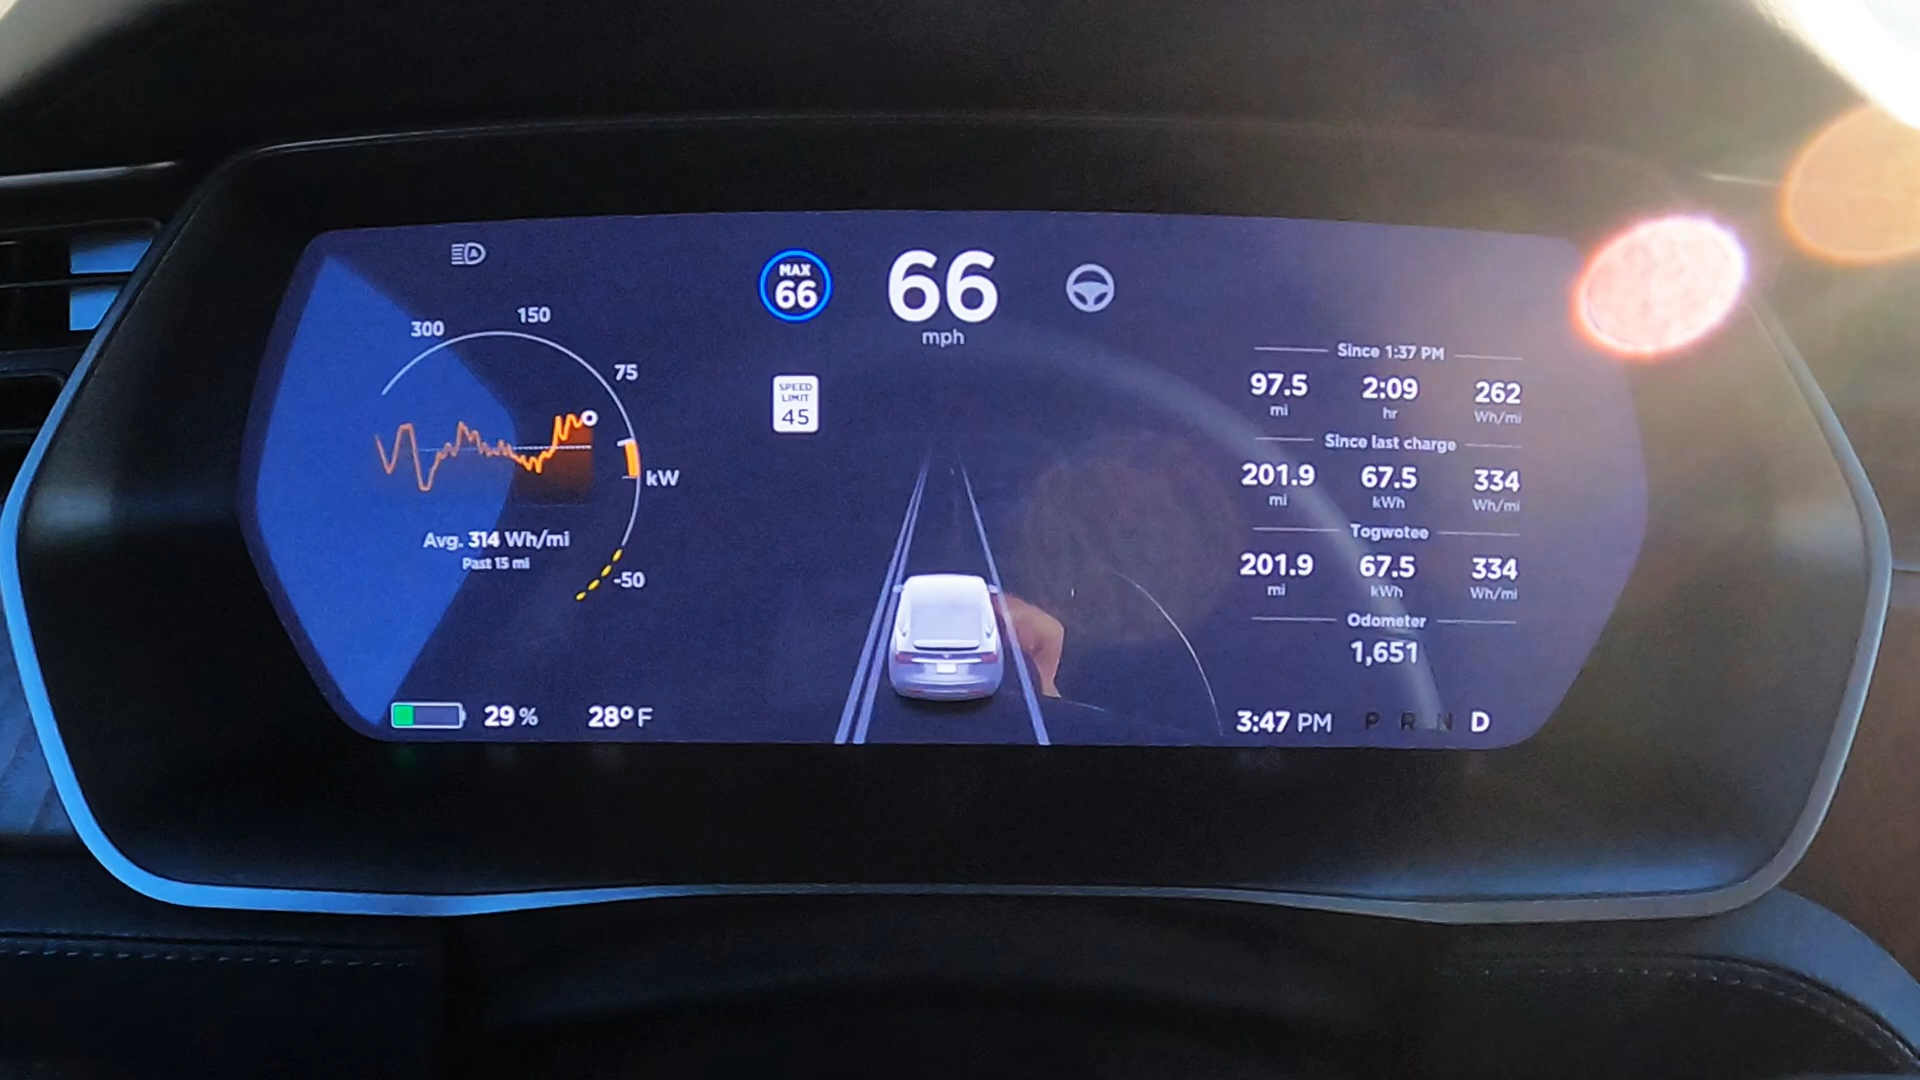 MAX
66
66
mph
SPEED
LIMIT
45
300
150
75
kW
-50
Avg. 314 Wh/mi
Past 15 mi
29 %
28°F
Since 1:37 PM
97.5 2:09 262
mi hr Wh/mi
Since last charge
201.9 67.5 334
mi kWh Wh/mi
Togwotee
201.9 67.5 334
mi kWh Wh/mi
Odometer
1,651
3:47 PM P R N D